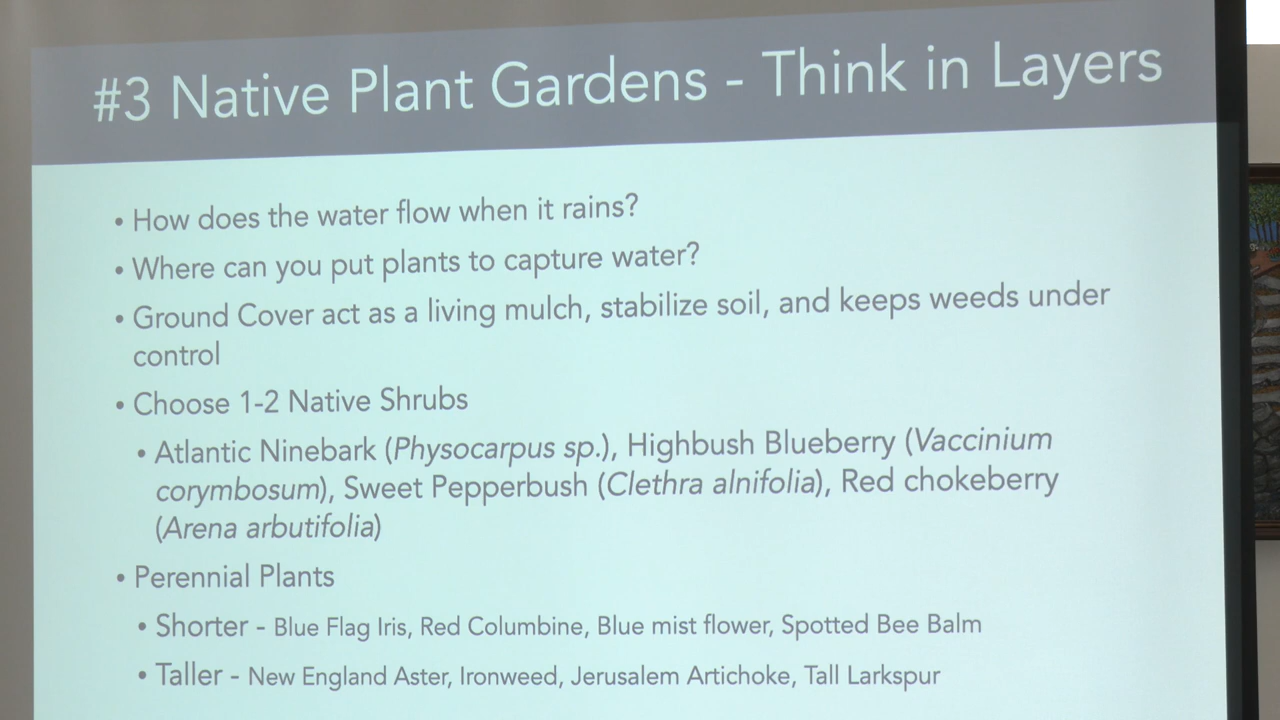 #3 Native Plant Gardens - Think in Layers
• How does the water flow when it rains?
• Where can you put plants to capture water?
• Ground Cover act as a living mulch, stabilize soil, and keeps weeds under
control
• Choose 1-2 Native Shrubs
• Atlantic Ninebark (Physocarpus sp.), Highbush Blueberry (Vaccinium
corymbosum), Sweet Pepperbush (Clethra alnifolia), Red chokeberry
(Arena arbutifolia)
• Perennial Plants
• Shorter - Blue Flag Iris, Red Columbine, Blue mist flower, Spotted Bee Balm
• Taller - New England Aster, Ironweed, Jerusalem Artichoke, Tall Larkspur